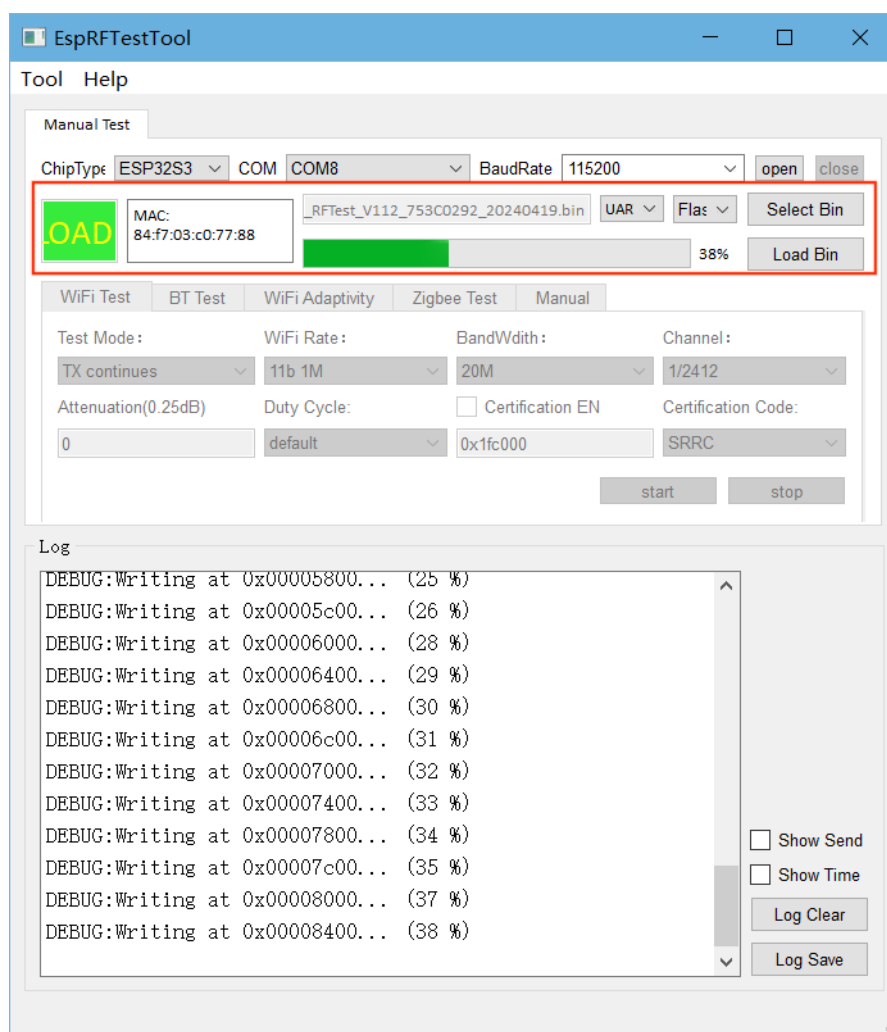 EspRFTestTool
Tool Help
Manual Test
ChipType ESP32S3 COM COM8 BaudRate 115200 open close
LOAD MAC: _RFTest_V112_753C0292_20240419.bin UAR Flas Select Bin
84:f7:03:c0:77:88
38% Load Bin
WiFi Test BT Test WiFi Adaptivity Zigbee Test Manual
Test Mode: WiFi Rate: BandWdith: Channel:
TX continues 11b 1M 20M 1/2412
Attenuation(0.25dB) Duty Cycle: Certification EN Certification Code:
0 default 0x1fc000 SRRC
start stop
Log
DEBUG:Writing at 0x00005800... (25 %)
DEBUG:Writing at 0x00005c00... (26 %)
DEBUG:Writing at 0x00006000... (28 %)
DEBUG:Writing at 0x00006400... (29 %)
DEBUG:Writing at 0x00006800... (30 %)
DEBUG:Writing at 0x00006c00... (31 %)
DEBUG:Writing at 0x00007000... (32 %)
DEBUG:Writing at 0x00007400... (33 %)
DEBUG:Writing at 0x00007800... (34 %)
DEBUG:Writing at 0x00007c00... (35 %)
DEBUG:Writing at 0x00008000... (37 %)
DEBUG:Writing at 0x00008400... (38 %)
Show Send
Show Time
Log Clear
Log Save